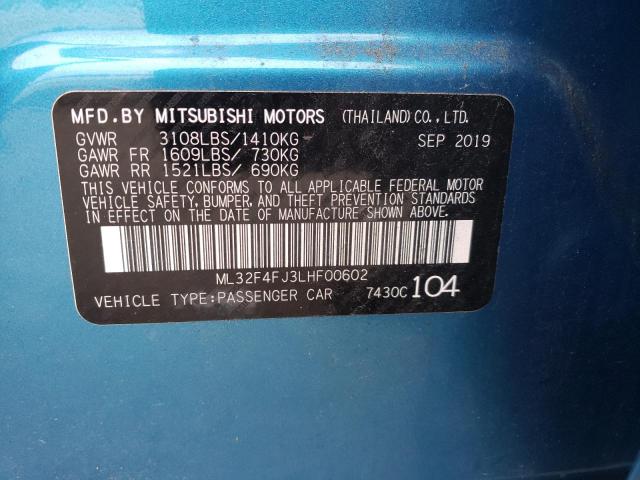 MFD.BY MITSUBISHI MOTORS (THAILAND) CO., LTD.
GVWR 3108LBS/1410KG SEP 2019
GAWR FR 1609LBS/ 730KG
GAWR RR 1521LBS/ 690KG
THIS VEHICLE CONFORMS TO ALL APPLICABLE FEDERAL MOTOR
VEHICLE SAFETY, BUMPER, AND THEFT PREVENTION STANDARDS
IN EFFECT ON THE DATE OF MANUFACTURE SHOWN ABOVE.
ML32F4FJ3LHF00602
VEHICLE TYPE:PASSENGER CAR 7430C 104